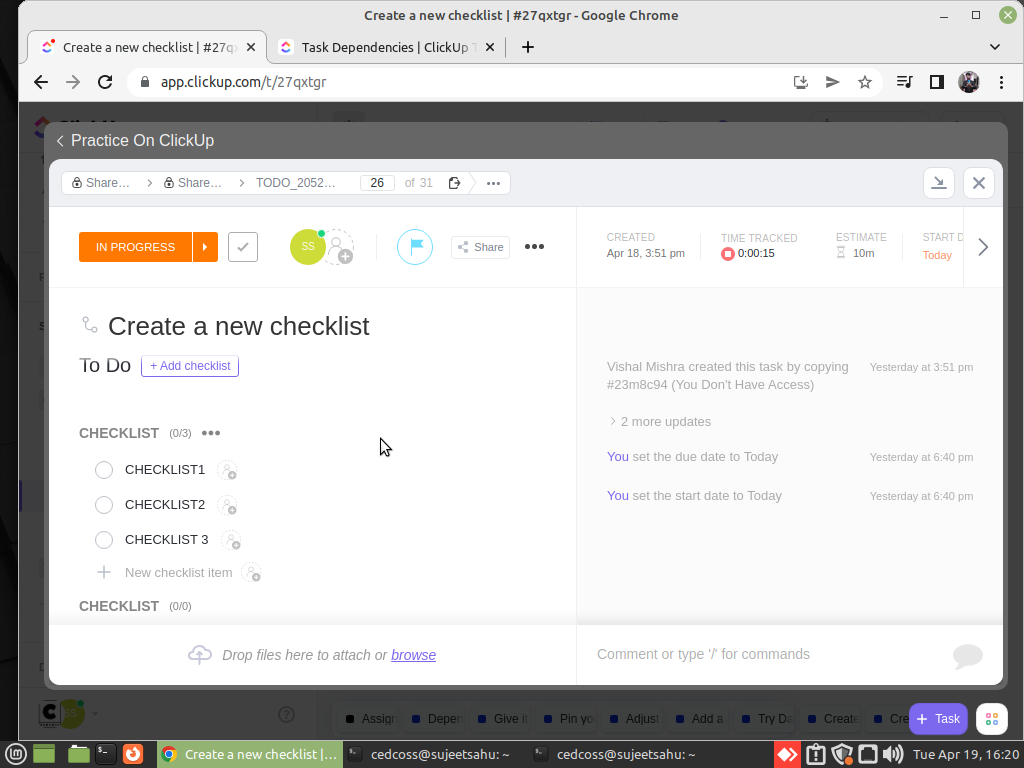 Create a new checklist | #27qxtgr - Google Chrome
Create a new checklist | #27q
Task Dependencies | ClickUp
app.clickup.com/t/27qxtgr
Practice On ClickUp
Share…
Share…
TODO_2052…
26
of 31
IN PROGRESS
SS
Share
CREATED
Apr 18, 3:51 pm
TIME TRACKED
0:00:15
ESTIMATE
10m
START D
Today
Create a new checklist
To Do
+ Add checklist
CHECKLIST (0/3)
CHECKLIST1
CHECKLIST2
CHECKLIST 3
New checklist item
CHECKLIST (0/0)
Vishal Mishra created this task by copying
#23m8c94 (You Don't Have Access)
Yesterday at 3:51 pm
2 more updates
You set the due date to Today
Yesterday at 6:40 pm
You set the start date to Today
Yesterday at 6:40 pm
Drop files here to attach or browse
Comment or type '/' for commands
SS
Assign
Depen
Give it
Pin yo
Adjust
Add a
Try Da
Create
Cre
+ Task
Create a new checklist |…
cedcoss@sujeetsahu: ~
cedcoss@sujeetsahu: ~
Tue Apr 19, 16:20